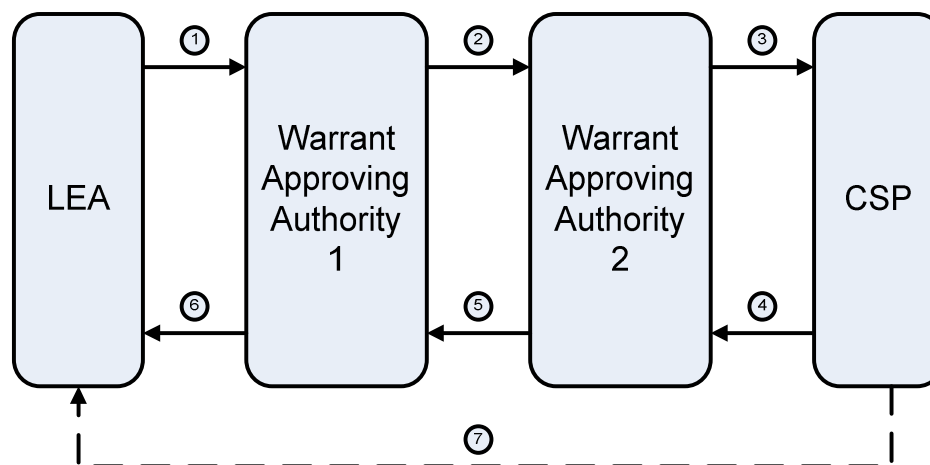 1
2
3
LEA
Warrant
Approving
Authority
1
Warrant
Approving
Authority
2
CSP
6
5
4
7